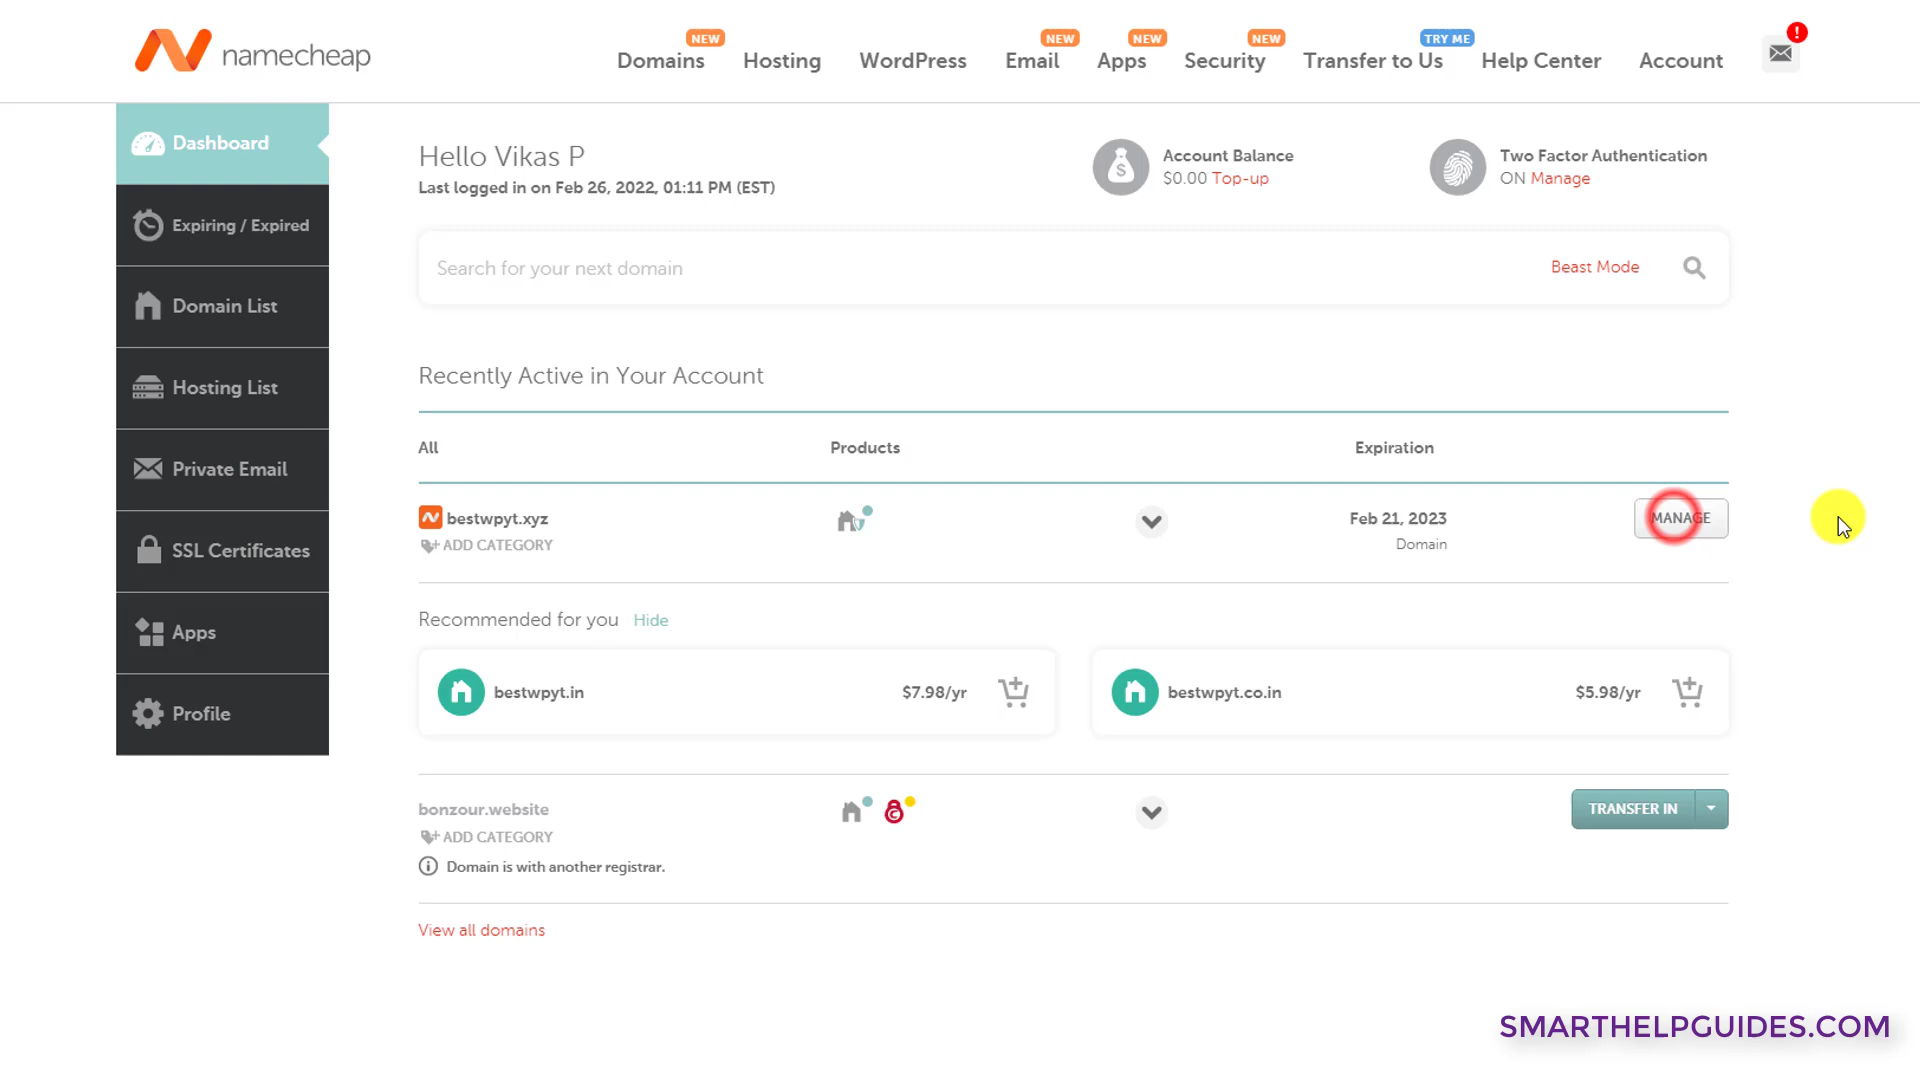 namecheap
NEW NEW NEW NEW TRY ME !
Domains Hosting WordPress Email Apps Security Transfer to Us Help Center Account
Dashboard
Expiring / Expired
Domain List
Hosting List
Private Email
SSL Certificates
Apps
Profile
Hello Vikas P
Last logged in on Feb 26, 2022, 01:11 PM (EST)
Account Balance
$0.00 Top-up
Two Factor Authentication
ON Manage
Search for your next domain Beast Mode
Recently Active in Your Account
All Products Expiration
bestwpyt.xyz Feb 21, 2023 MANAGE
ADD CATEGORY Domain
Recommended for you Hide
bestwpyt.in $7.98/yr bestwpyt.co.in $5.98/yr
bonzour.website TRANSFER IN
ADD CATEGORY
Domain is with another registrar.
View all domains
SMARTHELPGUIDES.COM